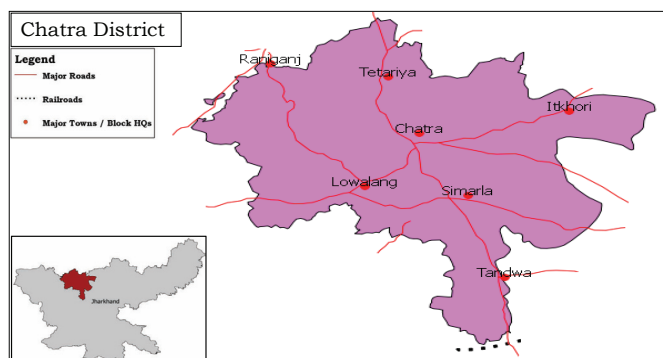 Chatra District
Legend
Major Roads
Railroads
Major Towns / Block HQs
Raniganj
Tetariya
Itkhori
Chatra
Lowalang
Simarla
Tandwa
Jharkhand